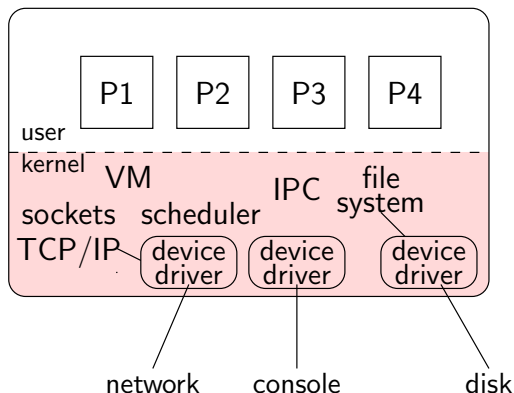 P1 P2 P3 P4
user
kernel
VM
IPC
file
system
sockets scheduler
TCP/IP
device
driver
device
driver
device
driver
network console disk